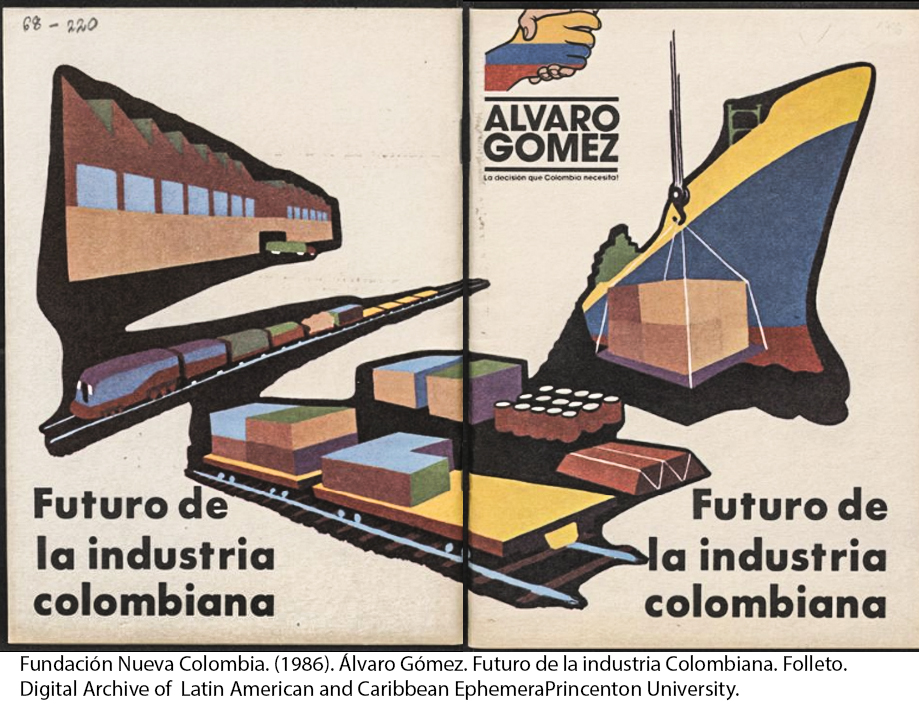 68 - 220
ALVARO
GOMEZ
La decisión que Colombia necesita!
Futuro de
la industria
colombiana
Futuro de
la industria
colombiana
Fundación Nueva Colombia. (1986). Álvaro Gómez. Futuro de la industria Colombiana. Folleto.
Digital Archive of Latin American and Caribbean EphemeraPrincenton University.